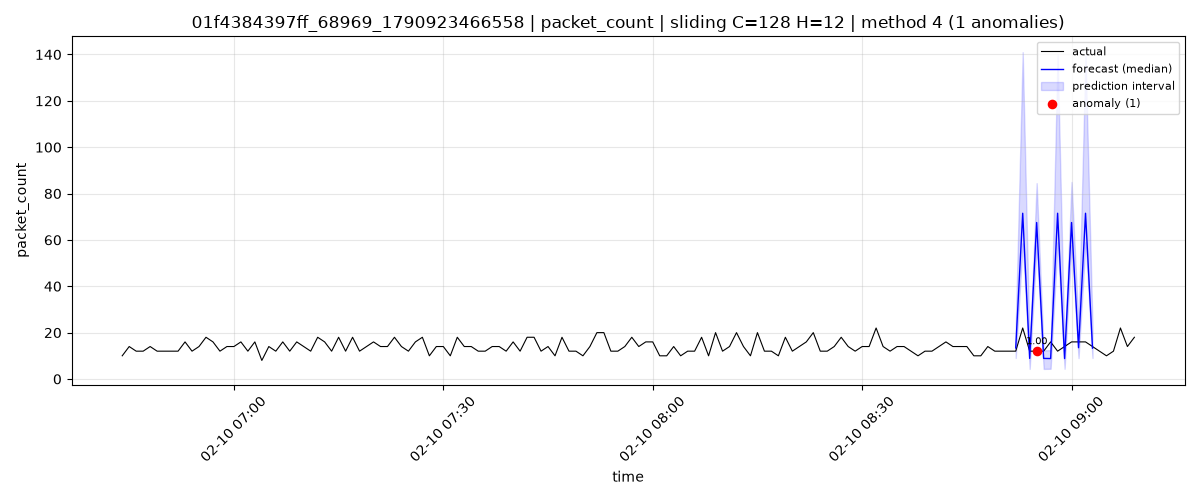 01f4384397ff_68969_1790923466558 | packet_count | sliding C=128 H=12 | method 4 (1 anomalies)
actual
forecast (median)
prediction interval
anomaly (1)
140
120
100
80
60
40
20
0
packet_count
02-10 07:00
02-10 07:30
02-10 08:00
02-10 08:30
02-10 09:00
time